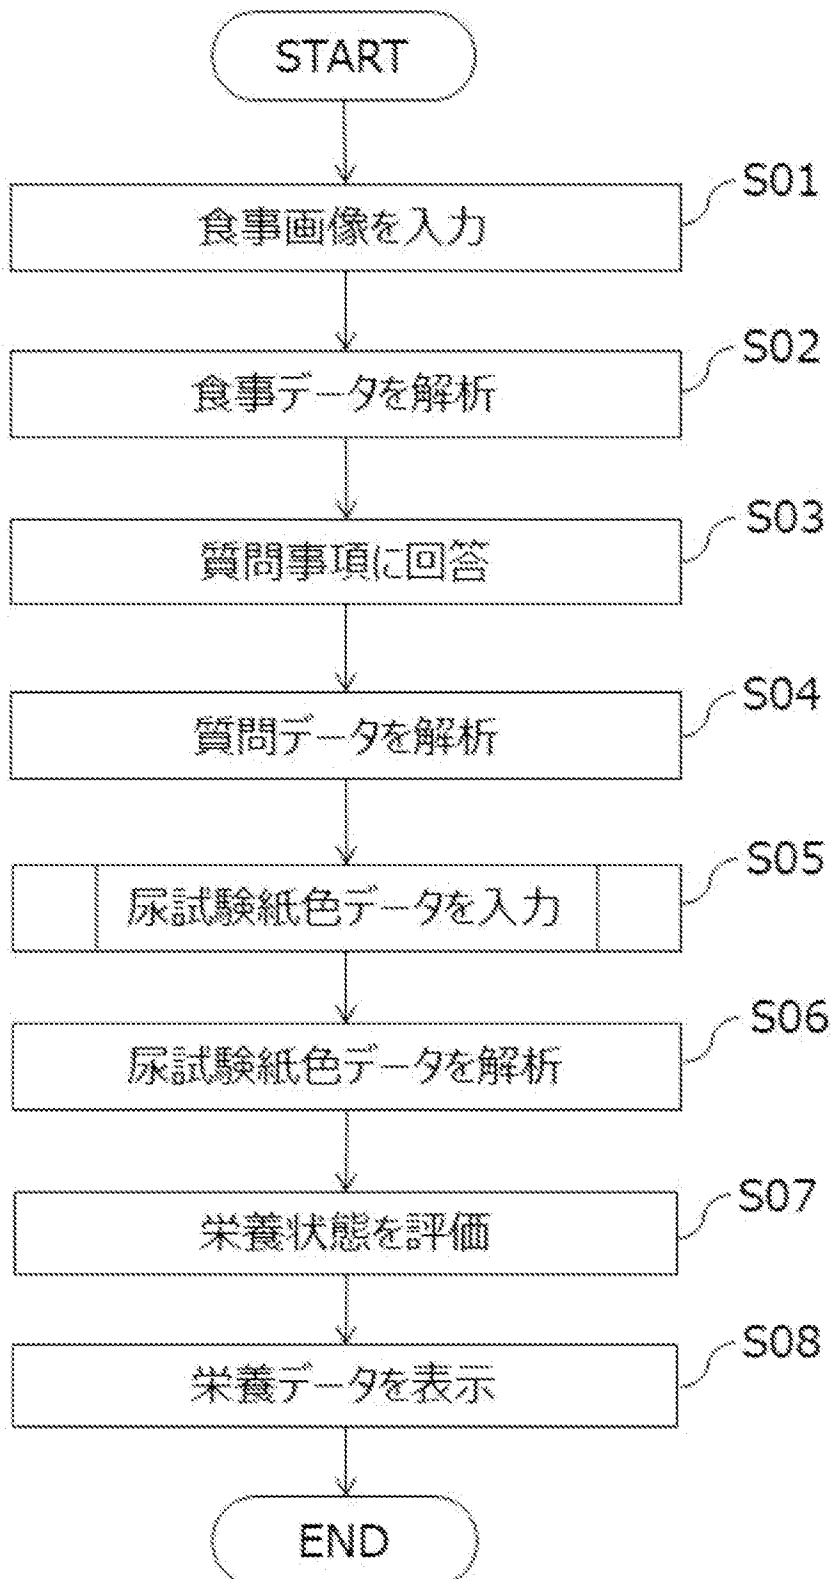 START
S01
食事画像を入力
S02
食事データを解析
S03
質問事項に回答
S04
質問データを解析
S05
尿試験紙色データを入力
S06
尿試験紙色データを解析
S07
栄養状態を評価
S08
栄養データを表示
END